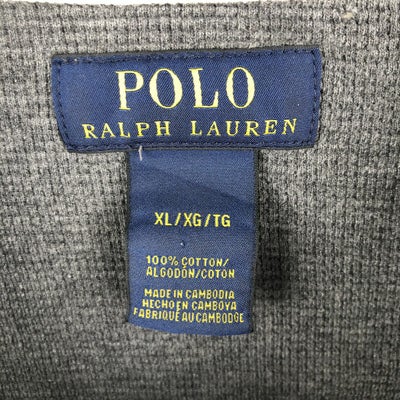 POLO
RALPH LAUREN
XL/XG/TG
100% COTTON/
ALGODÓN/COTON
MADE IN CAMBODIA
HECHO EN CAMBOYA
FABRIQUÉ AU CAMBODGE